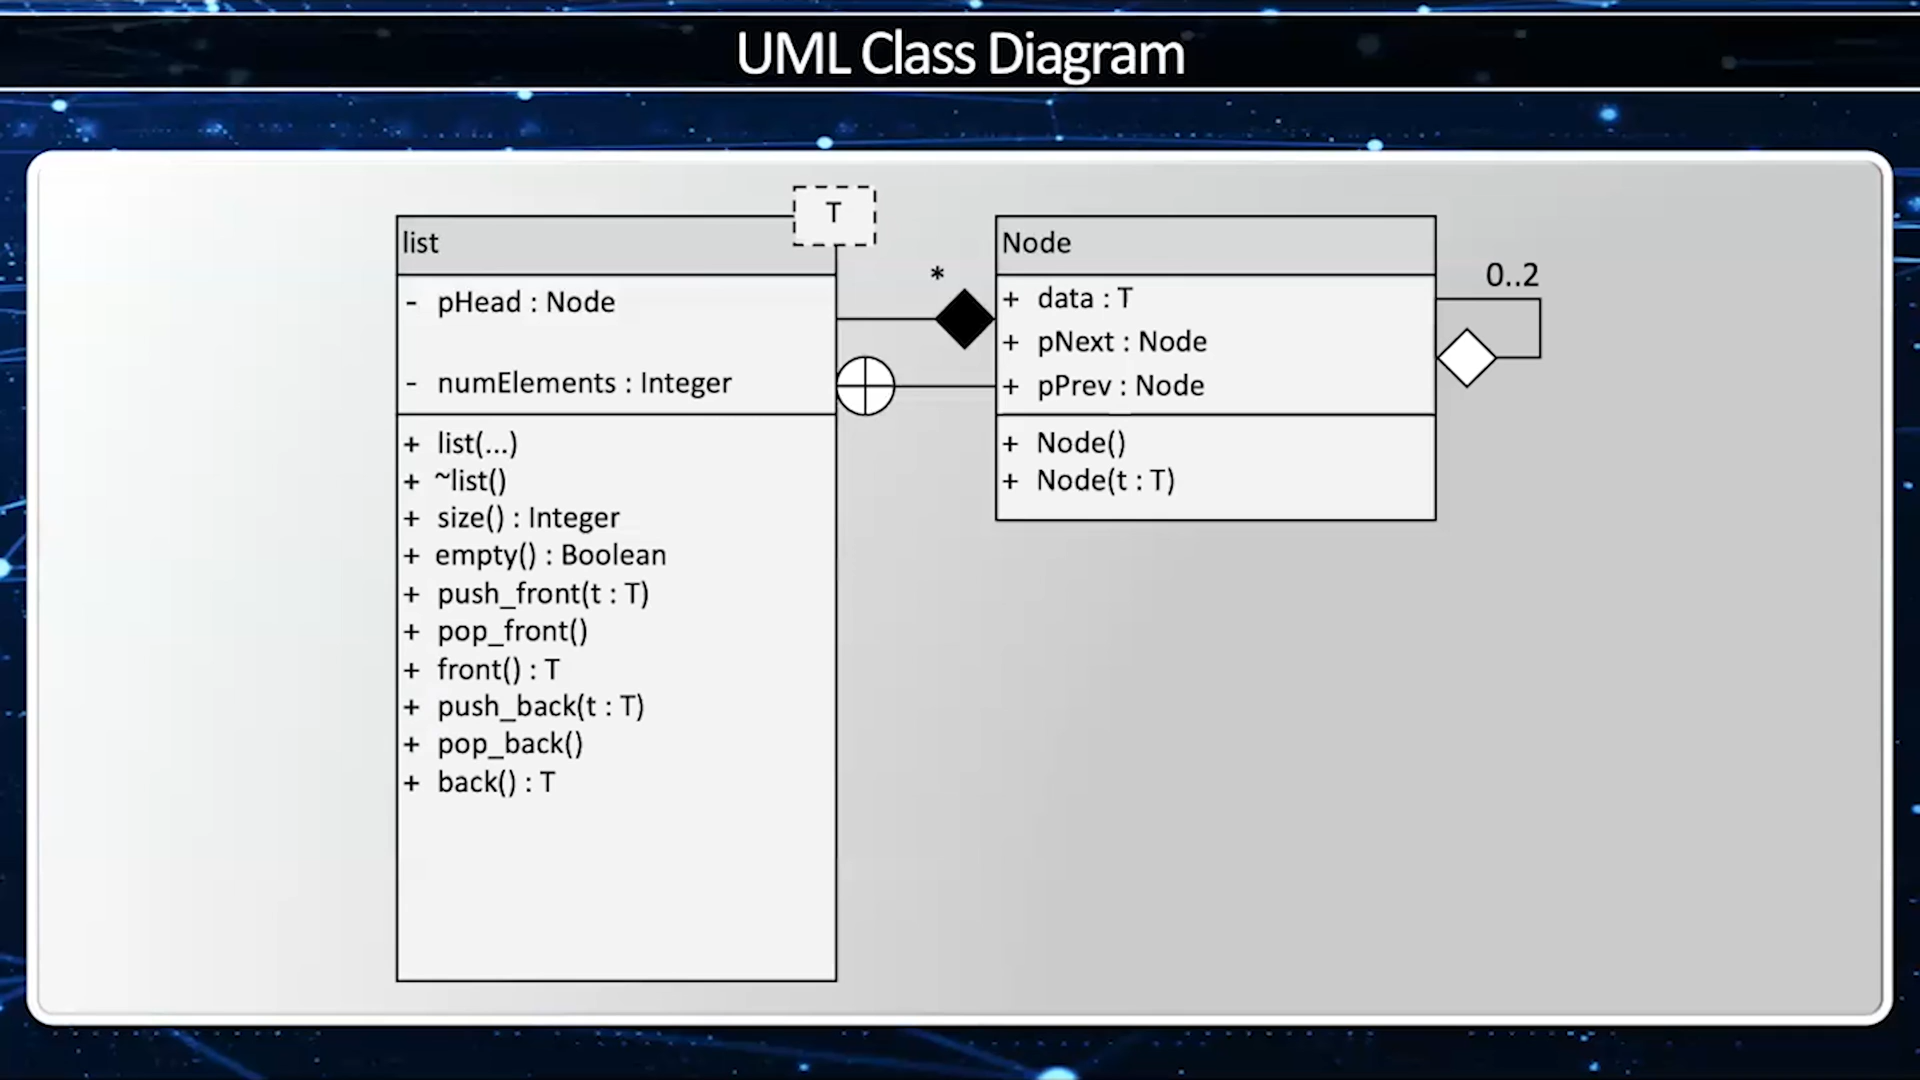 UML Class Diagram
T
list
- pHead : Node
- numElements : Integer
+ list(...)
+ ~list()
+ size() : Integer
+ empty() : Boolean
+ push_front(t : T)
+ pop_front()
+ front() : T
+ push_back(t : T)
+ pop_back()
+ back() : T
*
Node
+ data : T
+ pNext : Node
+ pPrev : Node
+ Node()
+ Node(t : T)
0..2